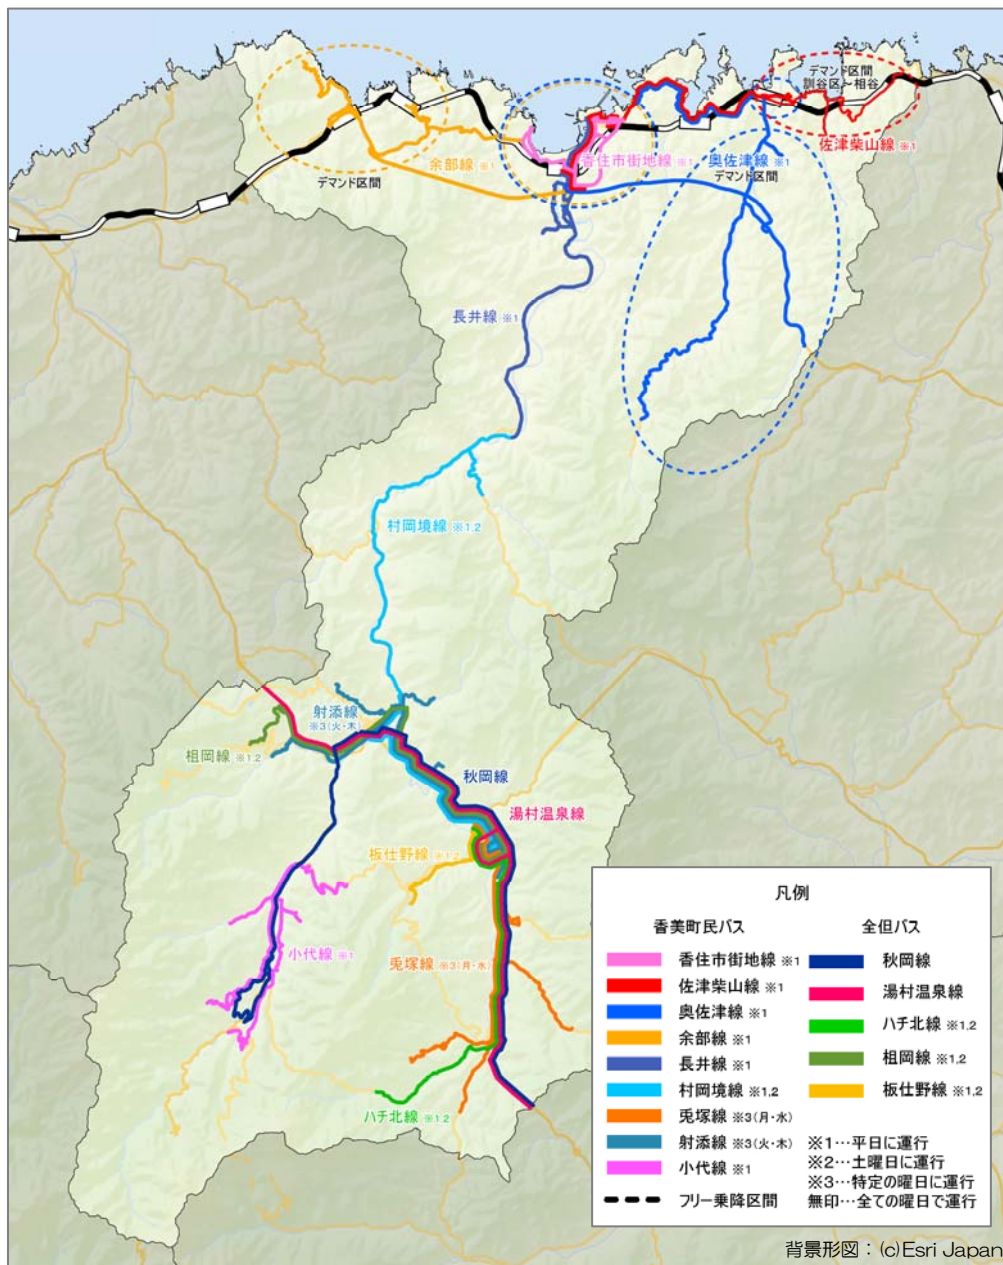 デマンド区間
訓谷区～相谷
佐津柴山線 ※1
余部線 ※1
香住市街地線 ※1
奥佐津線 ※1
デマンド区間
デマンド区間
長井線 ※1
村岡境線 ※1,2
射添線
※3(火・木)
柤岡線 ※1,2
秋岡線
湯村温泉線
板仕野線 ※1,2
小代線 ※1
兎塚線 ※3(月・水)
ハチ北線 ※1,2
凡例
香美町民バス
全但バス
香住市街地線 ※1
佐津柴山線 ※1
奥佐津線 ※1
余部線 ※1
長井線 ※1
村岡境線 ※1,2
兎塚線 ※3(月・水)
射添線 ※3(火・木)
小代線 ※1
フリー乗降区間
秋岡線
湯村温泉線
ハチ北線 ※1,2
柤岡線 ※1,2
板仕野線 ※1,2
※1…平日に運行
※2…土曜日に運行
※3…特定の曜日に運行
無印…全ての曜日で運行
背景形図：(c)Esri Japan